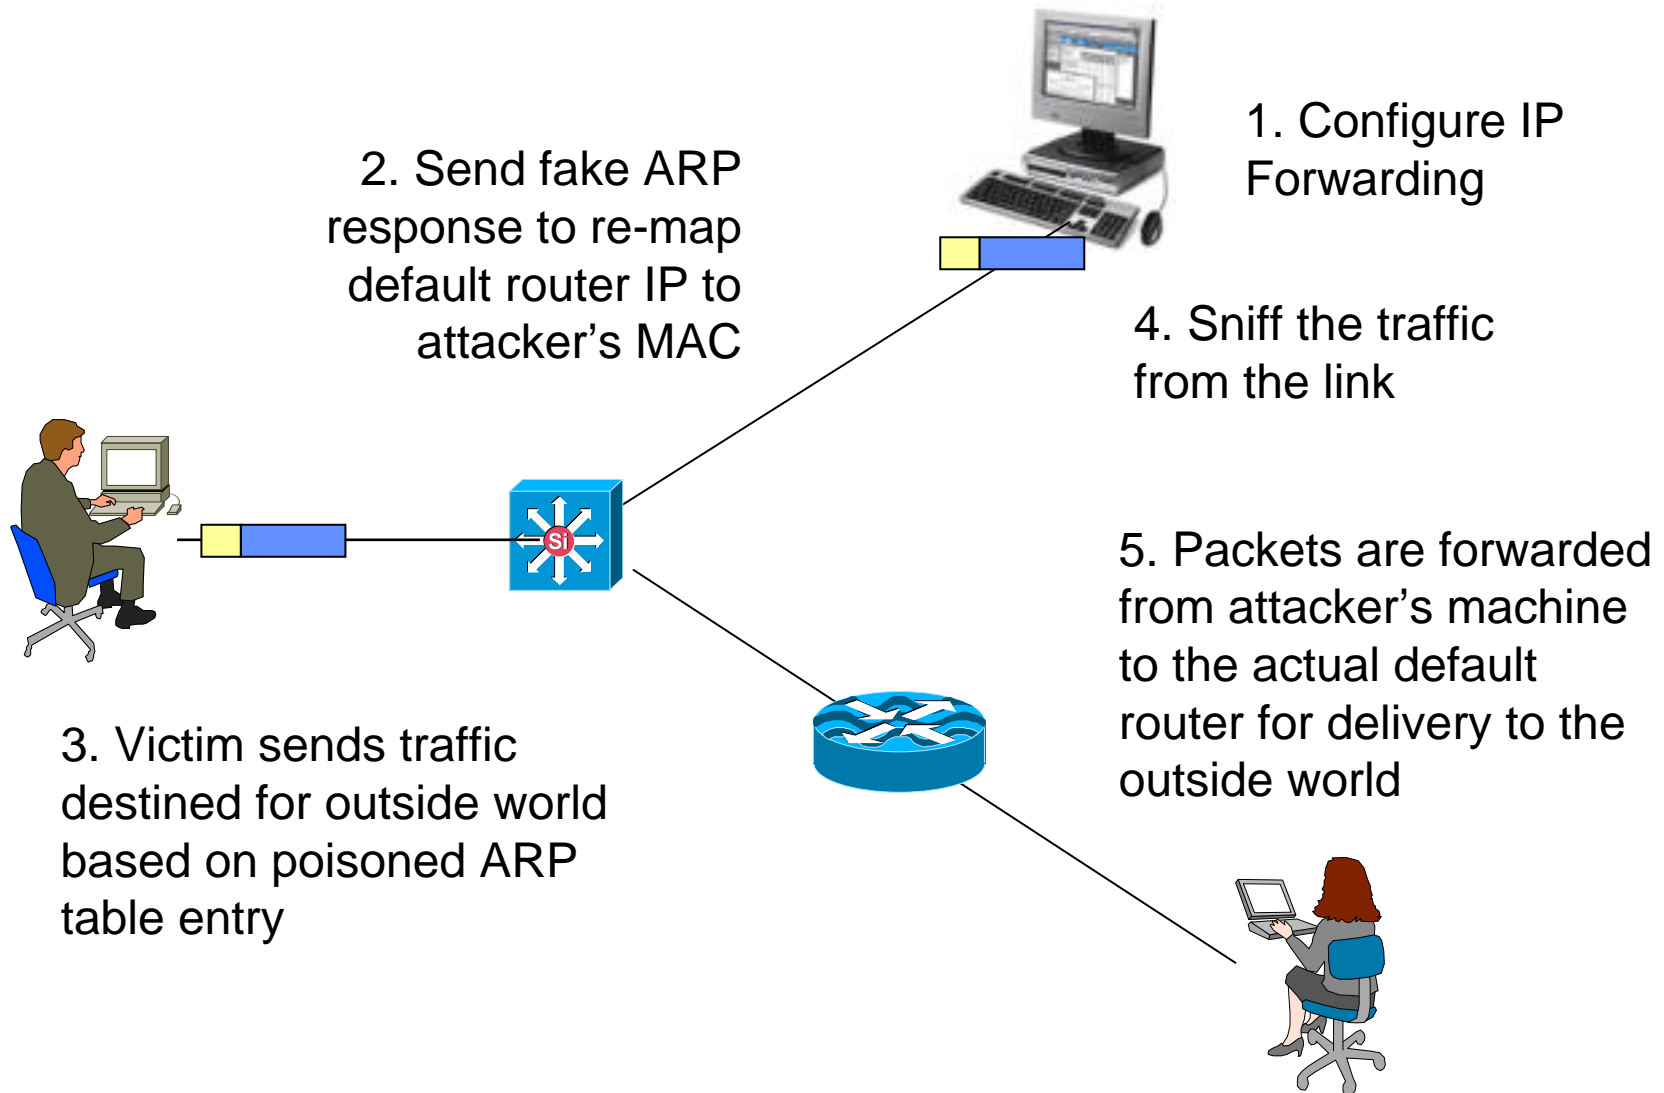 1. Configure IP
Forwarding
2. Send fake ARP
response to re-map
default router IP to
attacker’s MAC
3. Victim sends traffic
destined for outside world
based on poisoned ARP
table entry
4. Sniff the traffic
from the link
5. Packets are forwarded
from attacker’s machine
to the actual default
router for delivery to the
outside world
Si